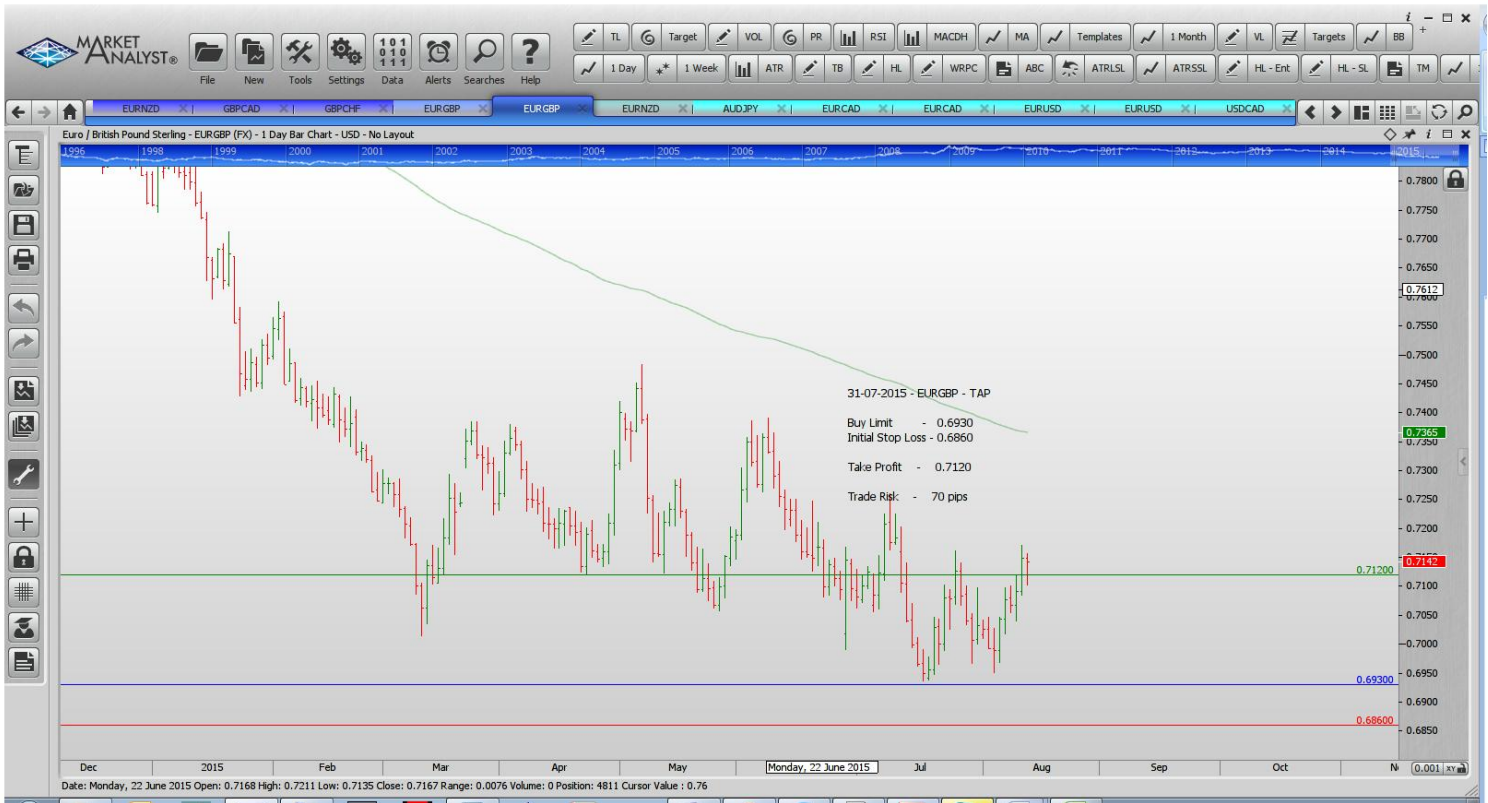 MARKET
ANALYST®
File New Tools Settings Data Alerts Searches Help
TL Target VOL PR RSI MACDH MA Templates 1 Month VL Targets BB
1 Day 1 Week ATR TB HL WRPC ABC ATRLSL ATRSSL HL - Ent HL - SL TM
EURNZD GBPCAD GBPCHF EURGBP EURGBP EURNZD AUDJPY EURCAD EURCAD EURUSD EURUSD USDCAD
Euro / British Pound Sterling - EURGBP (FX) - 1 Day Bar Chart - USD - No Layout
1996 1998 1999 2000 2001 2002 2003 2004 2005 2006 2007 2008 2009 2010 2011 2012 2013 2014 2015
0.7800
0.7750
0.7700
0.7650
0.7612
0.7600
0.7550
0.7500
0.7450
31-07-2015 - EURGBP - TAP
0.7400
Buy Limit - 0.6930
0.7365
Initial Stop Loss - 0.6860
0.7350
Take Profit - 0.7120
0.7300
Trade Risk - 70 pips
0.7250
0.7200
0.7142
0.71200
0.7100
0.7050
0.7000
0.6950
0.69300
0.6900
0.68600
0.6850
Dec 2015 Feb Mar Apr May Monday, 22 June 2015 Jul Aug Sep Oct 0.001 XY
Date: Monday, 22 June 2015 Open: 0.7168 High: 0.7211 Low: 0.7135 Close: 0.7167 Range: 0.0076 Volume: 0 Position: 4811 Cursor Value : 0.76